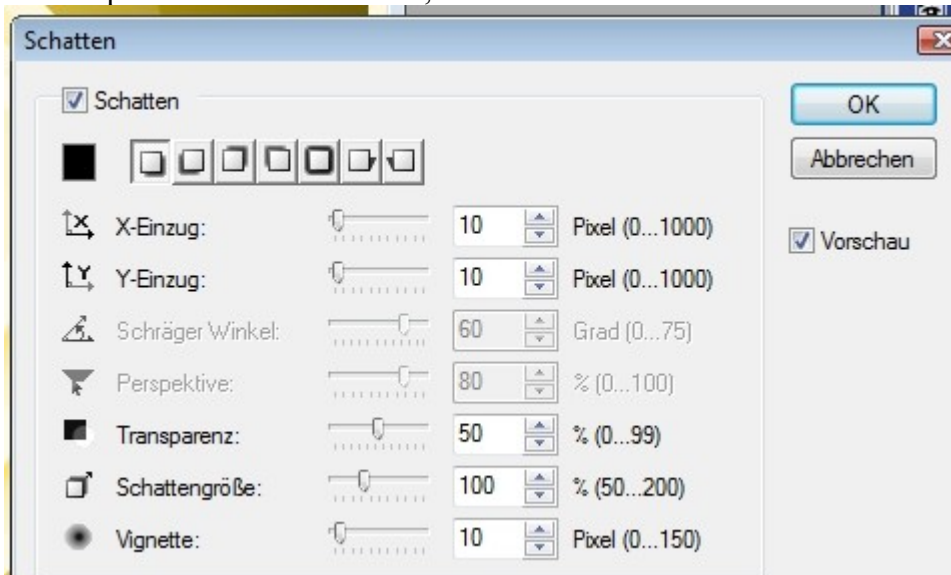 Schatten
Schatten
OK
Abbrechen
Vorschau
X-Einzug: 10 Pixel (0...1000)
Y-Einzug: 10 Pixel (0...1000)
Schräger Winkel: 60 Grad (0...75)
Perspektive: 80 % (0...100)
Transparenz: 50 % (0...99)
Schattengröße: 100 % (50...200)
Vignette: 10 Pixel (0...150)